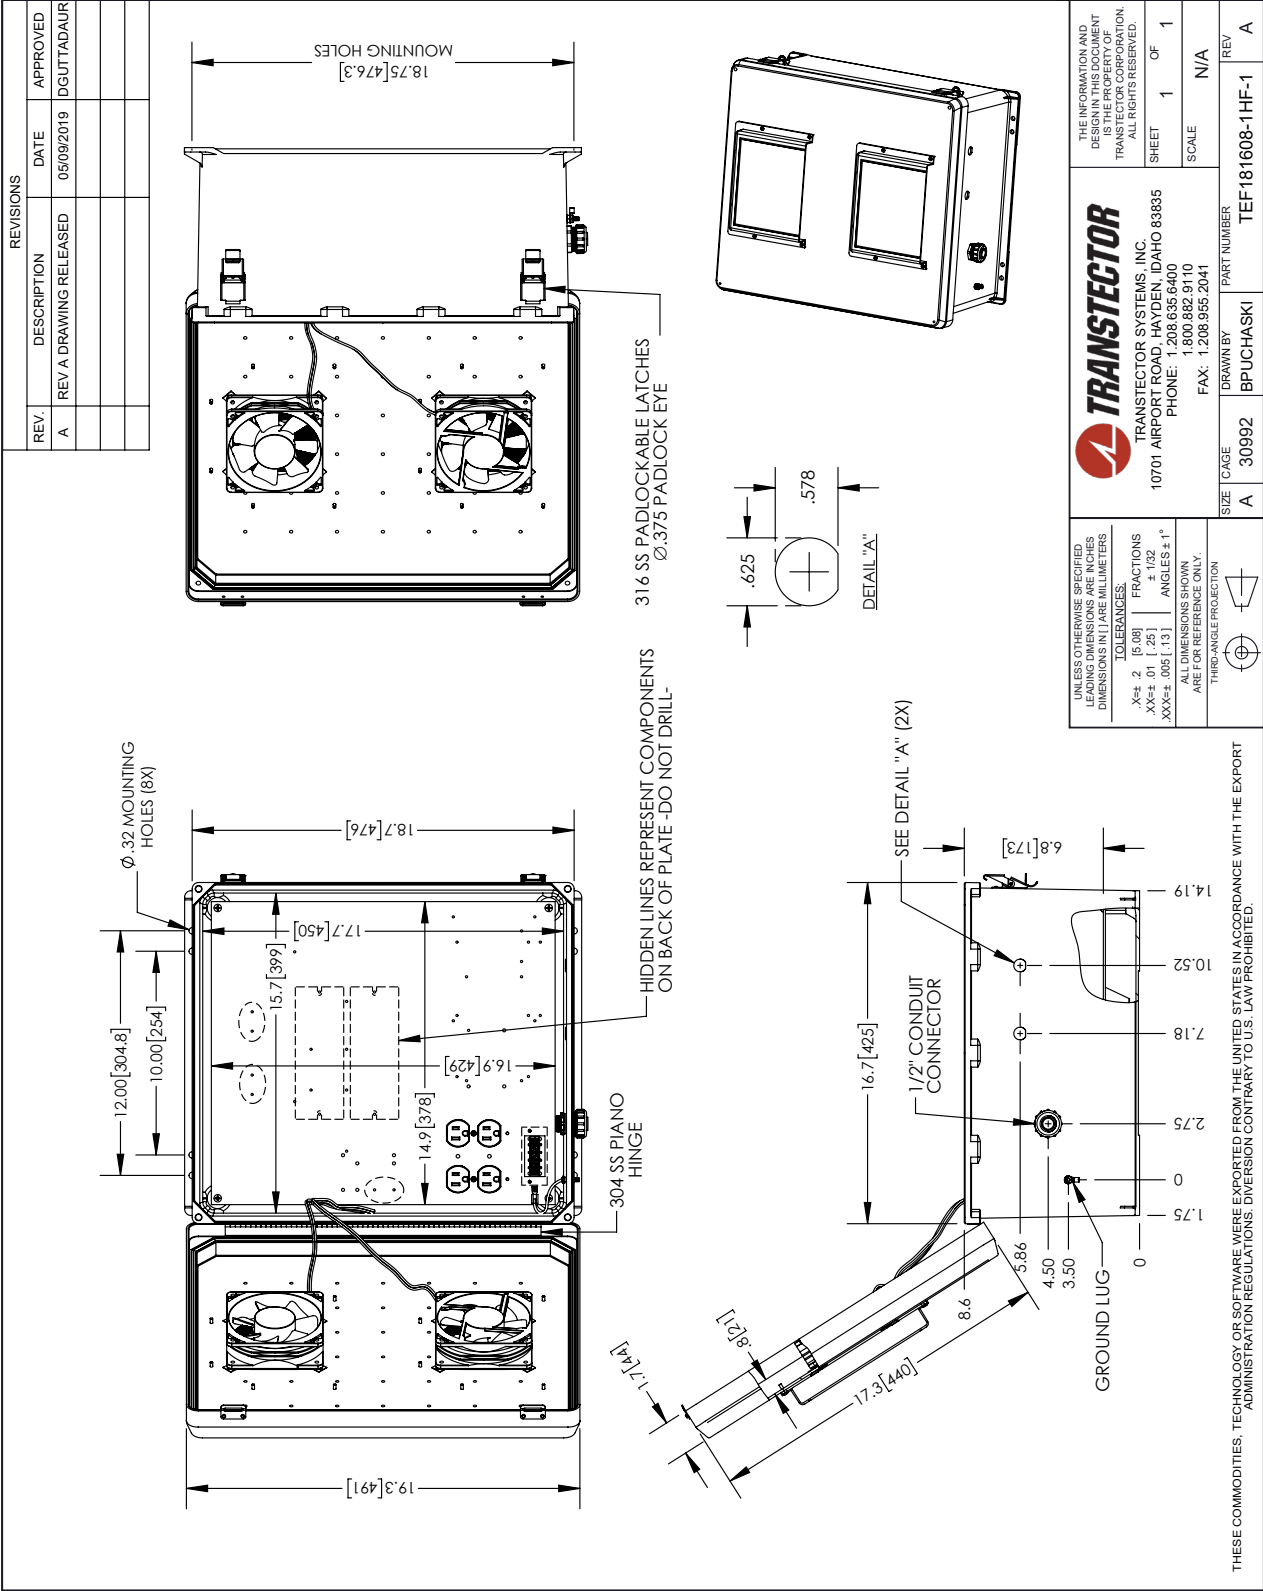 REVISIONS
REV.
DESCRIPTION
DATE
APPROVED
A
REV A DRAWING RELEASED
05/09/2019
DGUTTADAUR
18.75[476.3]
MOUNTING HOLES
316 SS PADLOCKABLE LATCHES
Ø.375 PADLOCK EYE
.625
.578
DETAIL "A"
Ø.32 MOUNTING
HOLES (8X)
12.00[304.8]
10.00[254]
18.7[476]
17.7[450]
15.7[399]
16.9[429]
14.9[378]
19.3[491]
HIDDEN LINES REPRESENT COMPONENTS
ON BACK OF PLATE -DO NOT DRILL-
304 SS PIANO
HINGE
SEE DETAIL "A" (2X)
1/2" CONDUIT
CONNECTOR
16.7[425]
6.8[173]
1.7[44]
.8[21]
17.3[440]
8.6
5.86
4.50
3.50
0
GROUND LUG
1.75
0
2.75
7.18
10.52
14.19
UNLESS OTHERWISE SPECIFIED
LEADING DIMENSIONS ARE INCHES
DIMENSIONS IN [ ] ARE MILLIMETERS
TOLERANCES:
.X=± .2 [5.08]
.XX=± .01 [ .25 ]
.XXX=± .005 [ .13 ]
FRACTIONS
± 1/32
ANGLES ± 1°
ALL DIMENSIONS SHOWN
ARE FOR REFERENCE ONLY.
THIRD-ANGLE PROJECTION
TRANSTECTOR
TRANSTECTOR SYSTEMS, INC.
10701 AIRPORT ROAD, HAYDEN, IDAHO 83835
PHONE: 1.208.635.6400
1.800.882.9110
FAX: 1.208.955.2041
THE INFORMATION AND
DESIGN IN THIS DOCUMENT
IS THE PROPERTY OF
TRANSTECTOR CORPORATION.
ALL RIGHTS RESERVED.
SHEET 1 OF 1
SCALE N/A
SIZE A
CAGE 30992
DRAWN BY BPUCHASKI
PART NUMBER TEF181608-1HF-1
REV A
THESE COMMODITIES, TECHNOLOGY OR SOFTWARE WERE EXPORTED FROM THE UNITED STATES IN ACCORDANCE WITH THE EXPORT
ADMINISTRATION REGULATIONS. DIVERSION CONTRARY TO U.S. LAW PROHIBITED.